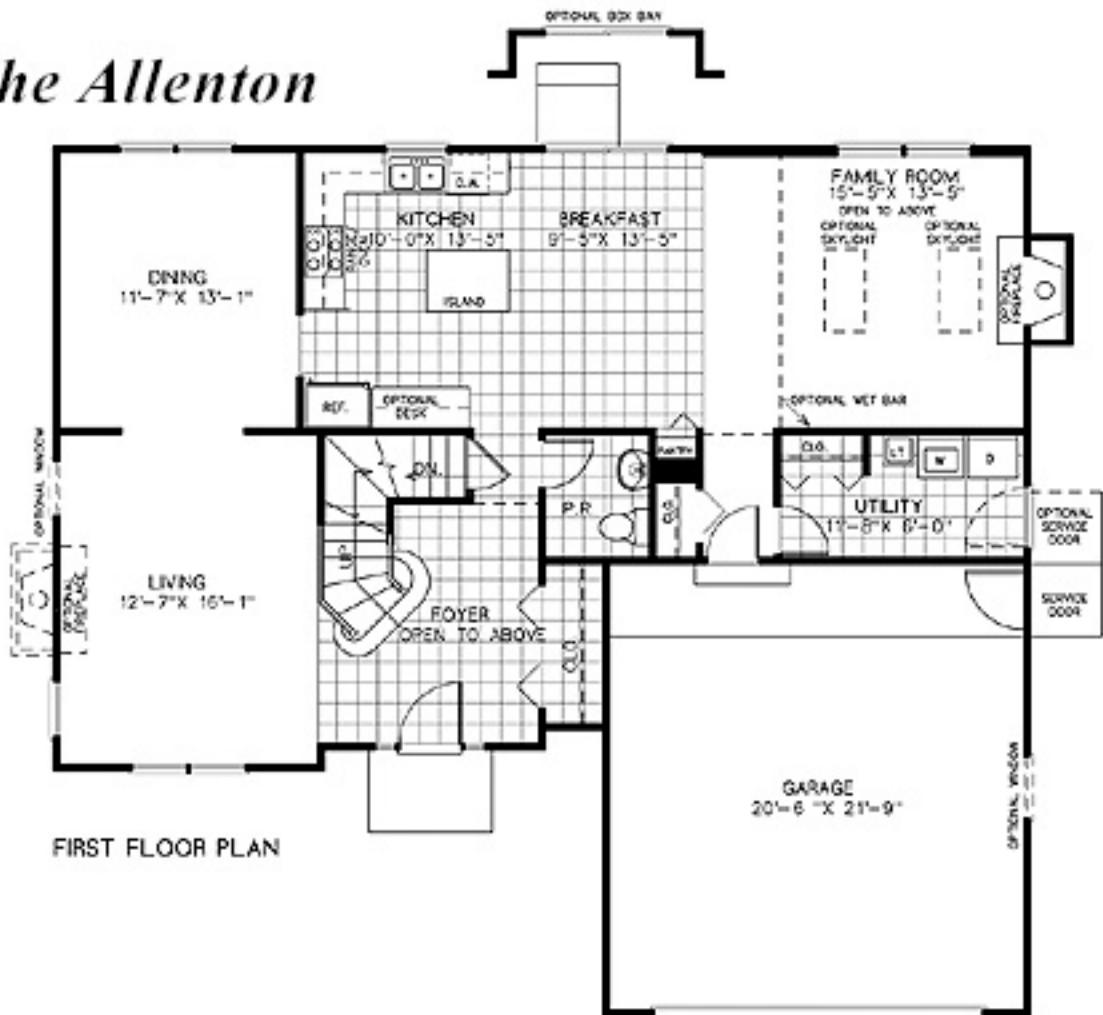 he Allenton
OPTIONAL BOX BAY
FAMILY ROOM
15'-5"X 13'-5"
OPEN TO ABOVE
OPTIONAL
SKYLIGHT
OPTIONAL
SKYLIGHT
D.W.
KITCHEN
10'-0"X 13'-5"
BREAKFAST
9'-5"X 13'-5"
ISLAND
DINING
11'-7"X 13'-1"
OPTIONAL
FIREPLACE
REF.
OPTIONAL
DESK
OPTIONAL WET BAR
OPTIONAL WINDOW
DN.
PANTRY
CLO.
LT
W
D
P.R.
CLO.
UTILITY
11'-8"X 6'-0"
OPTIONAL
SERVICE
DOOR
UP
LIVING
12'-7"X 16'-1"
OPTIONAL
FIREPLACE
FOYER
OPEN TO ABOVE
CLO.
SERVICE
DOOR
GARAGE
20'-6 "X 21'-9"
OPTIONAL WINDOW
FIRST FLOOR PLAN